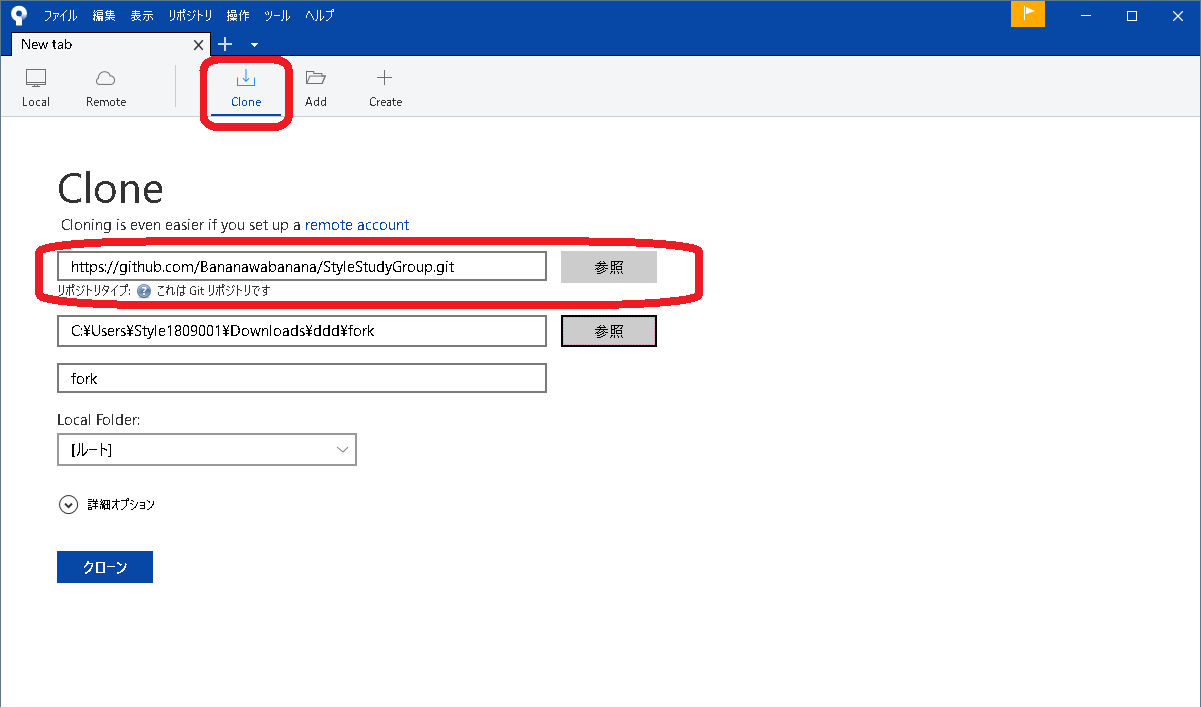 ファイル 編集 表示 リポジトリ 操作 ツール ヘルプ
New tab
Local Remote Clone Add Create
Clone
Cloning is even easier if you set up a remote account
https://github.com/Bananawabanana/StyleStudyGroup.git 参照
リポジトリタイプ: ? これは Git リポジトリです
C:¥Users¥Style1809001¥Downloads¥ddd¥fork 参照
fork
Local Folder:
[ルート]
詳細オプション
クローン